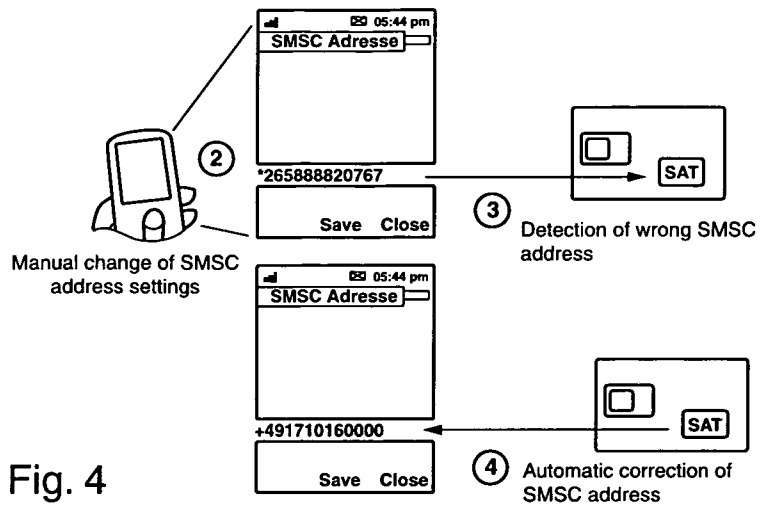 05:44 pm
SMSC Adresse
2
*265888820767
SAT
3
Save Close
Detection of wrong SMSC
address
Manual change of SMSC
address settings
05:44 pm
SMSC Adresse
+491710160000
SAT
Save Close
4
Automatic correction of
SMSC address
Fig. 4